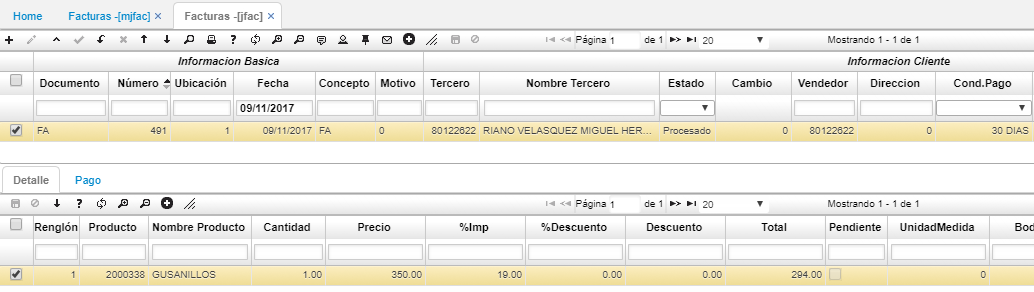 Home Facturas -[mjfac] ✕ Facturas -[jfac] ✕
Página 1 de 1 20 Mostrando 1 - 1 de 1
Informacion Basica Informacion Cliente
Documento Número Ubicación Fecha Concepto Motivo Tercero Nombre Tercero Estado Cambio Vendedor Direccion Cond.Pago
09/11/2017
FA 491 1 09/11/2017 FA 0 80122622 RIANO VELASQUEZ MIGUEL HER... Procesado 0 80122622 0 30 DIAS
Detalle Pago
Página 1 de 1 20 Mostrando 1 - 1 de 1
Renglón Producto Nombre Producto Cantidad Precio %Imp %Descuento Descuento Total Pendiente UnidadMedida Bod
1 2000338 GUSANILLOS 1.00 350.00 19.00 0.00 0.00 294.00 0